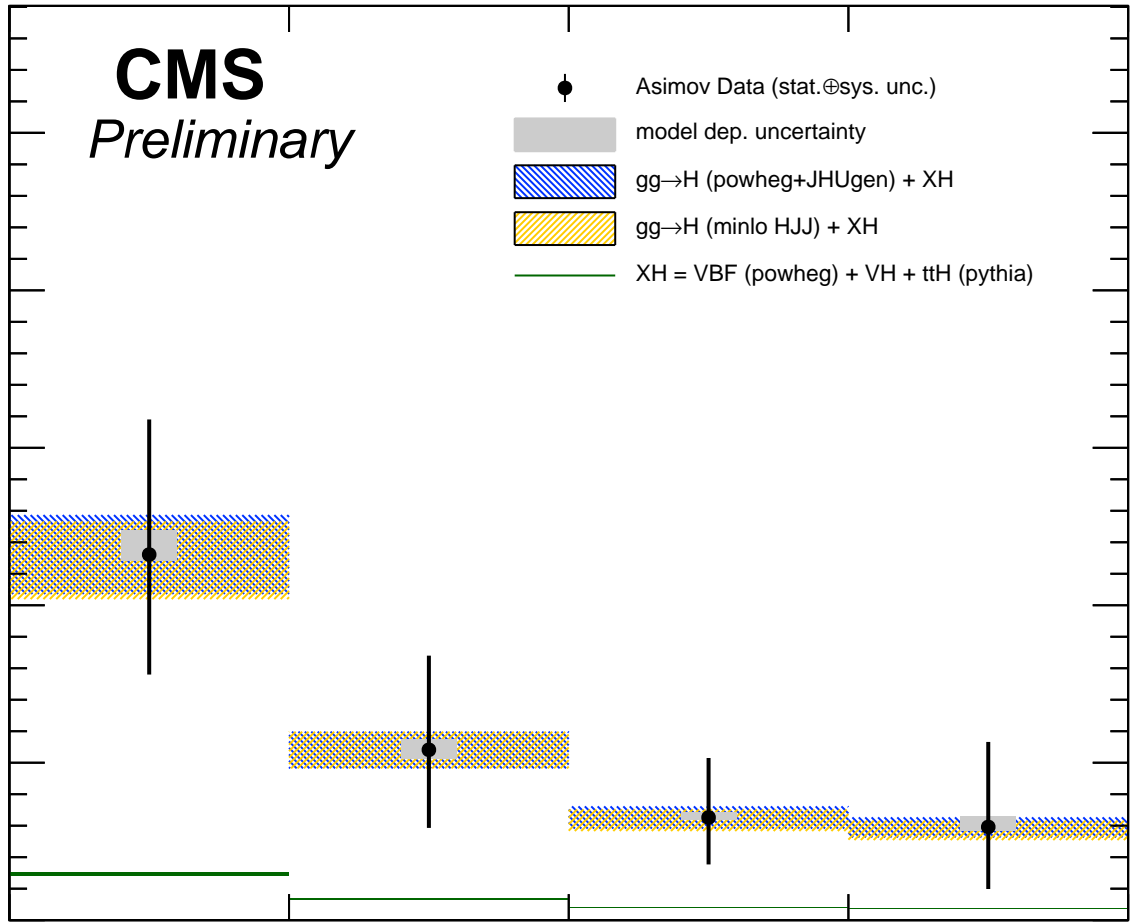 CMS
Preliminary
Asimov Data (stat.⊕sys. unc.)
model dep. uncertainty
gg→H (powheg+JHUgen) + XH
gg→H (minlo HJJ) + XH
XH = VBF (powheg) + VH + ttH (pythia)